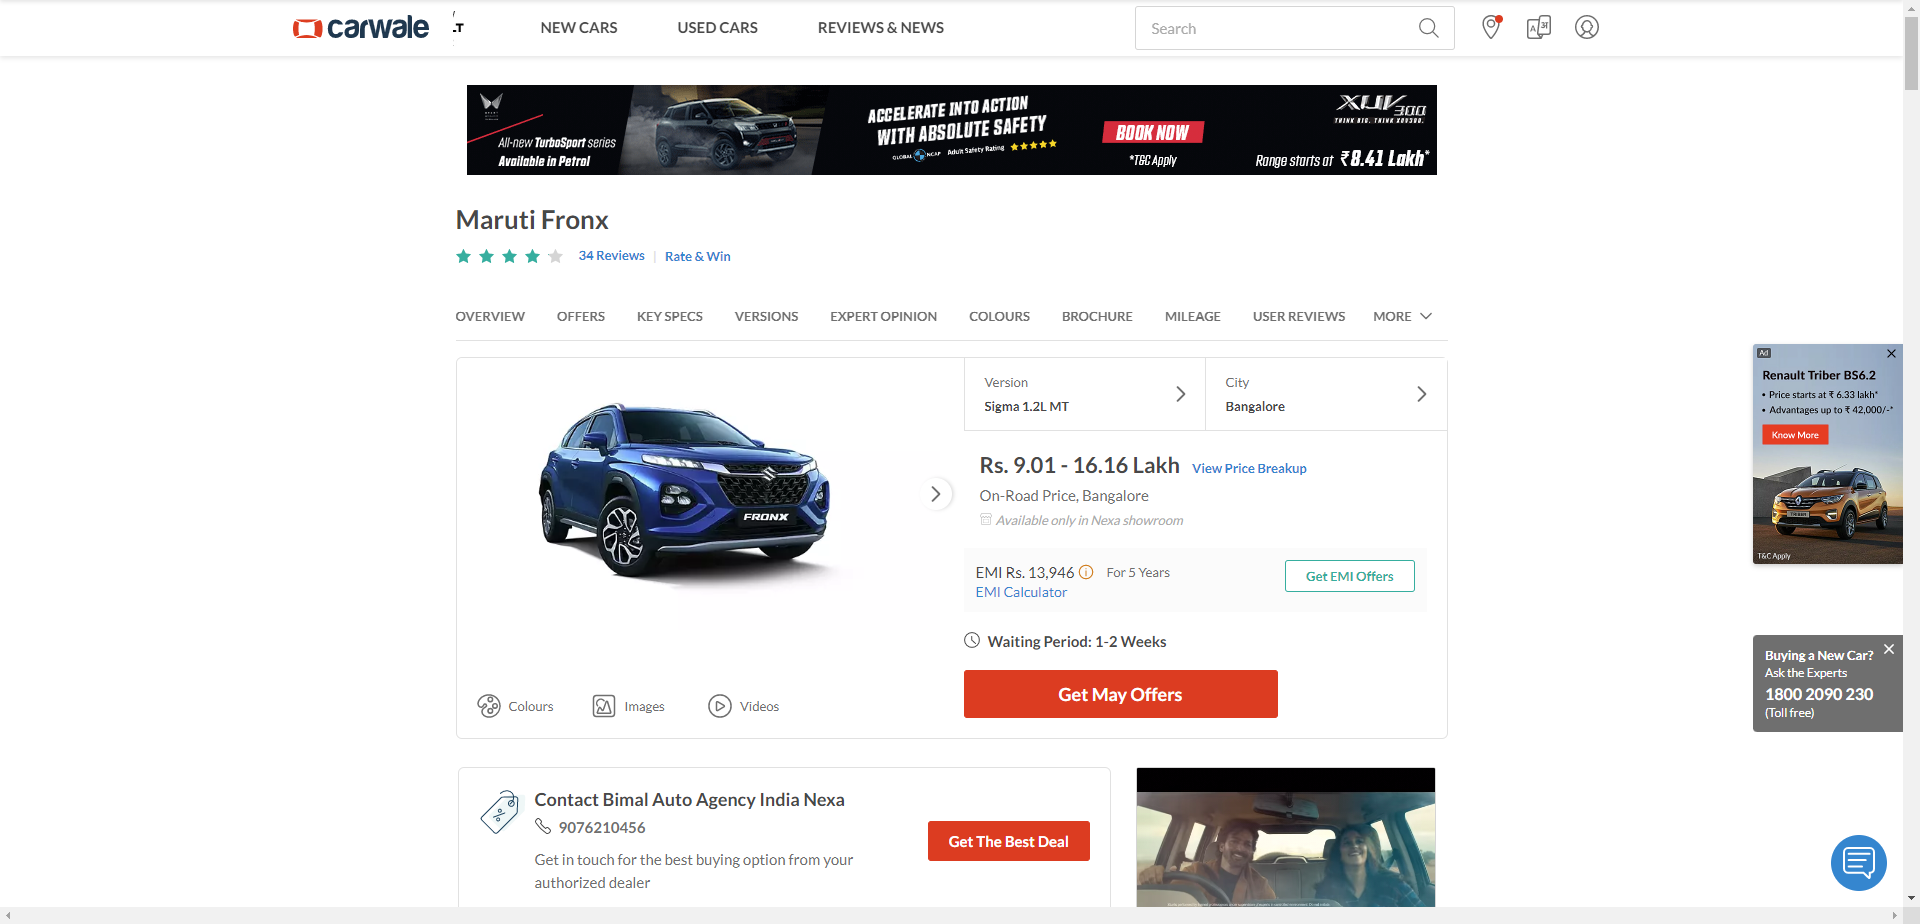 carwale
LT
NEW CARS
USED CARS
REVIEWS & NEWS
Search
All-new TurboSport series
Available in Petrol
ACCELERATE INTO ACTION
WITH ABSOLUTE SAFETY
GLOBAL NCAP Adult Safety Rating
BOOK NOW
*T&C Apply
XUV300
THINK BIG. THINK XUV300.
Range starts at ₹8.41 Lakh*
Maruti Fronx
34 Reviews
Rate & Win
OVERVIEW
OFFERS
KEY SPECS
VERSIONS
EXPERT OPINION
COLOURS
BROCHURE
MILEAGE
USER REVIEWS
MORE
FRONX
Version
Sigma 1.2L MT
City
Bangalore
Rs. 9.01 - 16.16 Lakh
View Price Breakup
On-Road Price, Bangalore
Available only in Nexa showroom
EMI Rs. 13,946
For 5 Years
EMI Calculator
Get EMI Offers
Waiting Period: 1-2 Weeks
Get May Offers
Colours
Images
Videos
Ad
Renault Triber BS6.2
• Price starts at ₹ 6.33 lakh*
• Advantages up to ₹ 42,000/-*
Know More
TRIBER
T&C Apply
Buying a New Car?
Ask the Experts
1800 2090 230
(Toll free)
Contact Bimal Auto Agency India Nexa
9076210456
Get in touch for the best buying option from your
authorized dealer
Get The Best Deal